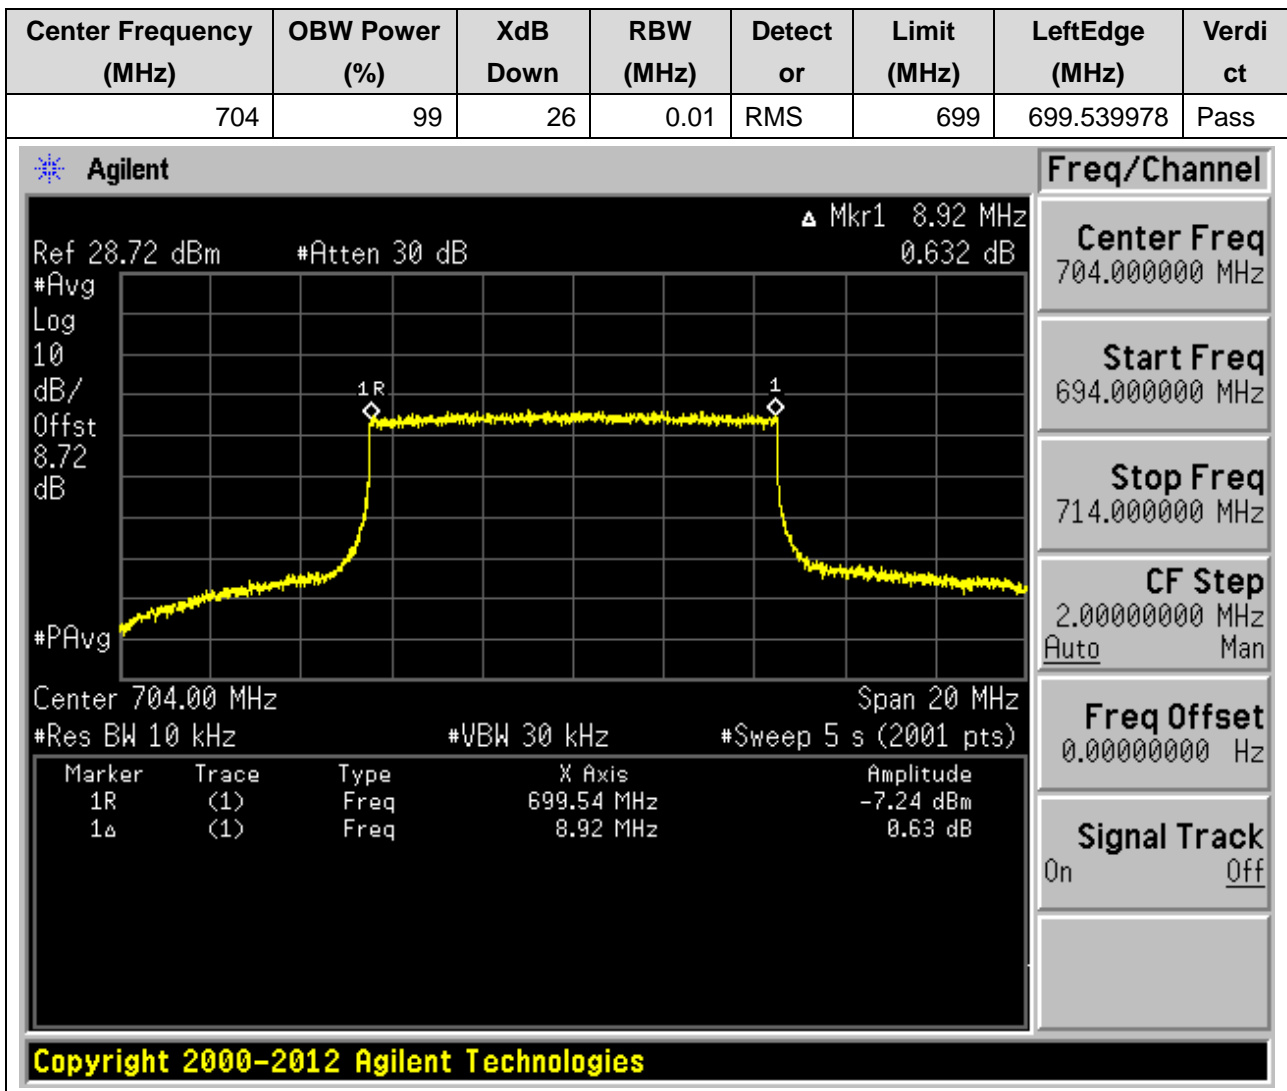 Center Frequency (MHz) OBW Power (%) XdB Down RBW (MHz) Detect or Limit (MHz) LeftEdge (MHz) Verdi ct
704 99 26 0.01 RMS 699 699.539978 Pass
Agilent
Freq/Channel
Δ Mkr1 8.92 MHz
Ref 28.72 dBm #Atten 30 dB 0.632 dB
#Avg
Log
10
dB/
Offst
8.72
dB
#PAvg
1R
1
Center 704.00 MHz Span 20 MHz
#Res BW 10 kHz #VBW 30 kHz #Sweep 5 s (2001 pts)
Marker Trace Type X Axis Amplitude
1R (1) Freq 699.54 MHz -7.24 dBm
1Δ (1) Freq 8.92 MHz 0.63 dB
Center Freq
704.000000 MHz
Start Freq
694.000000 MHz
Stop Freq
714.000000 MHz
CF Step
2.00000000 MHz
Auto Man
Freq Offset
0.00000000 Hz
Signal Track
On Off
Copyright 2000-2012 Agilent Technologies